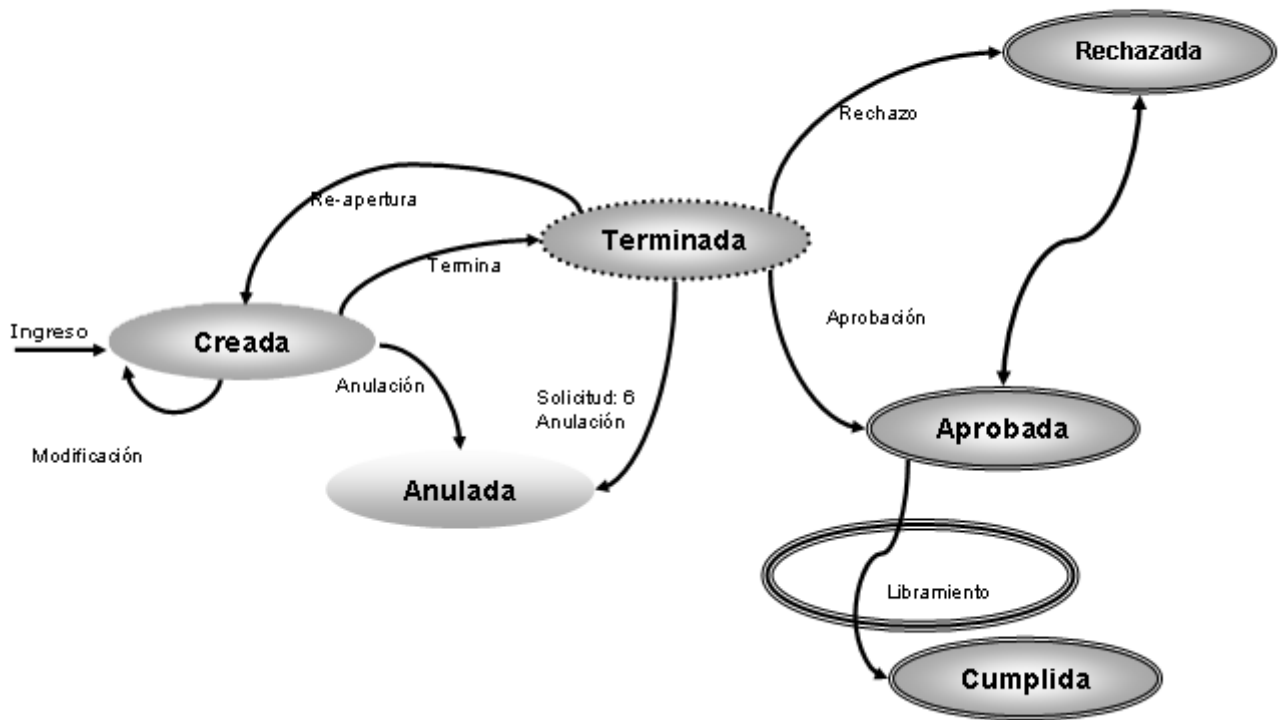 Rechazada
Rechazo
Re-apertura
Terminada
Termina
Ingreso
Creada
Aprobación
Anulación
Solicitud: 6
Anulación
Aprobada
Modificación
Anulada
Libramiento
Cumplida